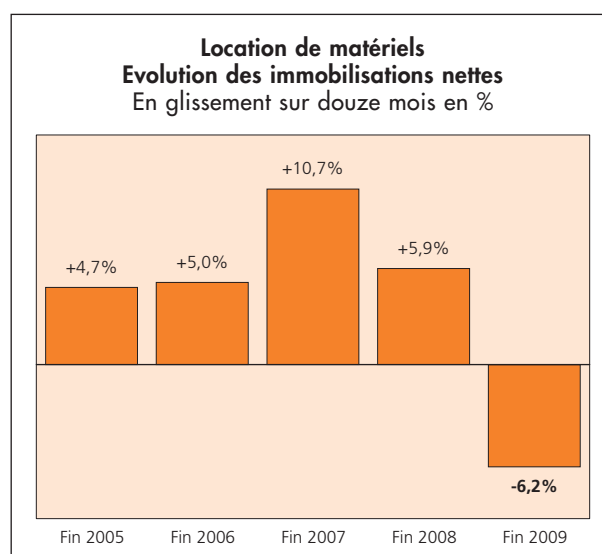 Location de matériels
Evolution des immobilisations nettes
En glissement sur douze mois en %
+10,7%
+5,9%
+5,0%
+4,7%
-6,2%
Fin 2005 Fin 2006 Fin 2007 Fin 2008 Fin 2009